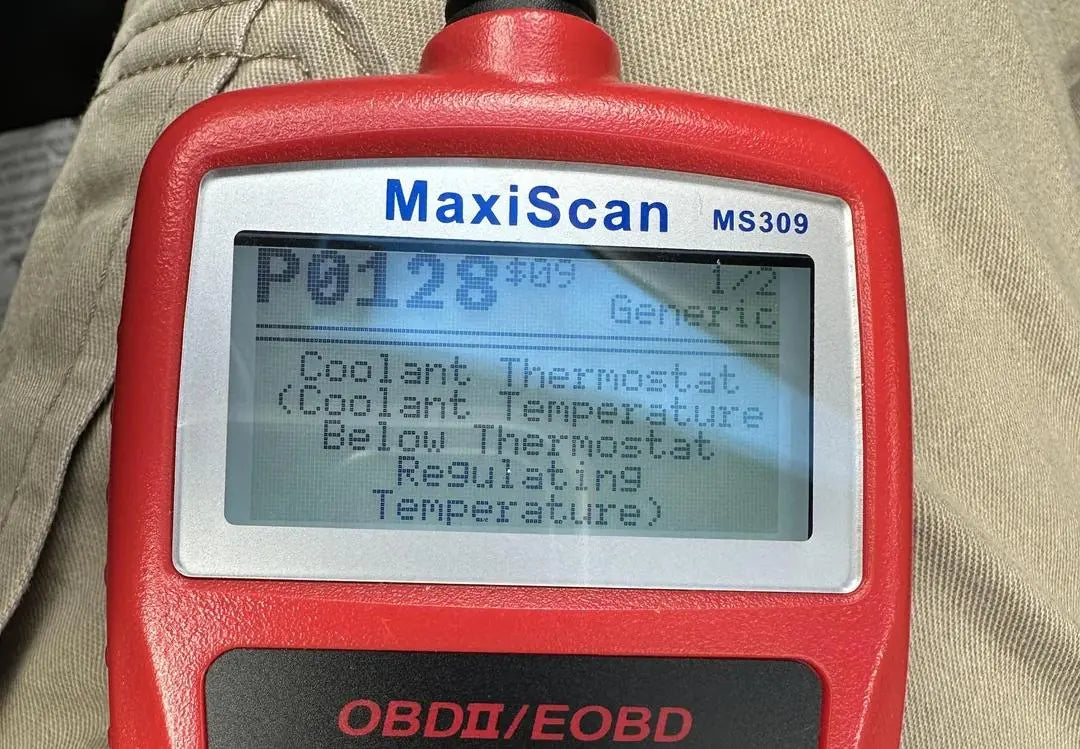 MaxiScan MS309
P0128 $09 1/2
Generic
Coolant Thermostat
(Coolant Temperature
Below Thermostat
Regulating
Temperature)
OBDII/EOBD